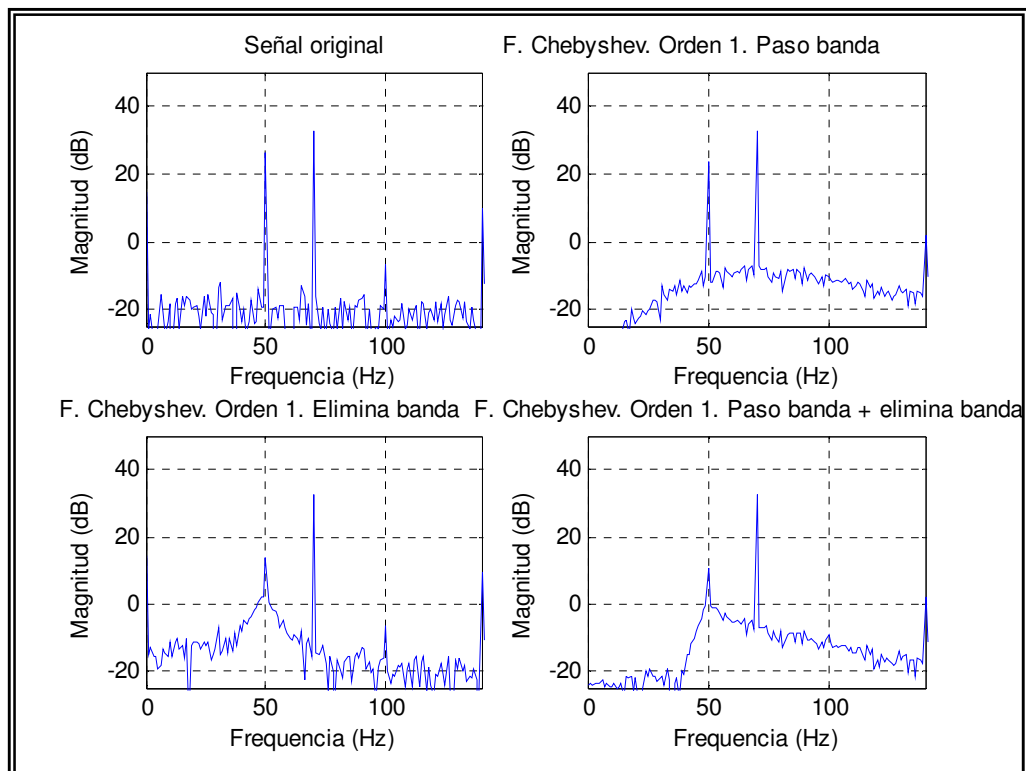 Señal original
F. Chebyshev. Orden 1. Paso banda
40
20
0
-20
Magnitud (dB)
0
50
100
Frequencia (Hz)
40
20
0
-20
Magnitud (dB)
0
50
100
Frequencia (Hz)
F. Chebyshev. Orden 1. Elimina banda
F. Chebyshev. Orden 1. Paso banda + elimina banda
40
20
0
-20
Magnitud (dB)
0
50
100
Frequencia (Hz)
40
20
0
-20
Magnitud (dB)
0
50
100
Frequencia (Hz)